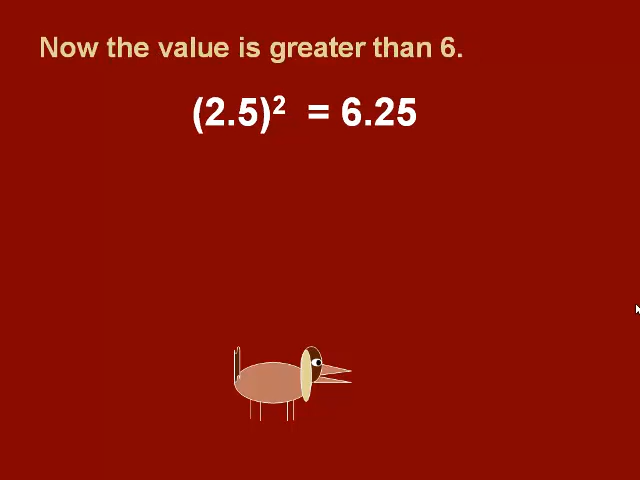 Now the value is greater than 6.
(2.5)² = 6.25